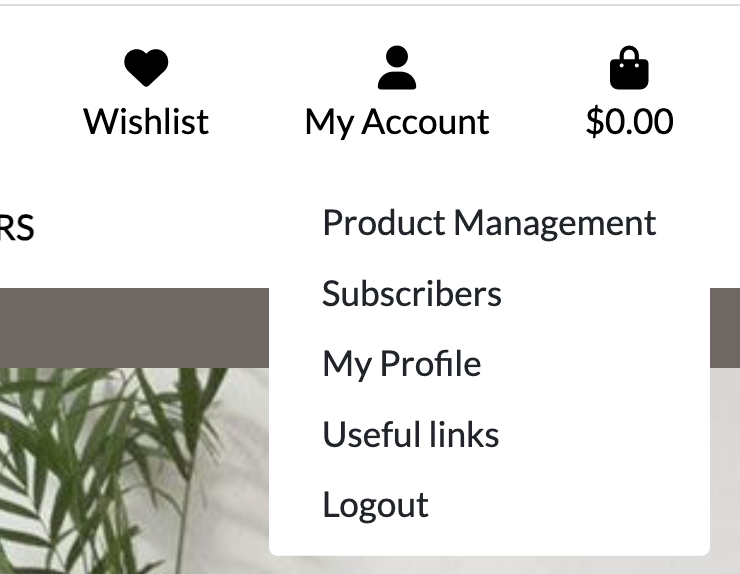 Wishlist My Account $0.00
RS
Product Management
Subscribers
My Profile
Useful links
Logout